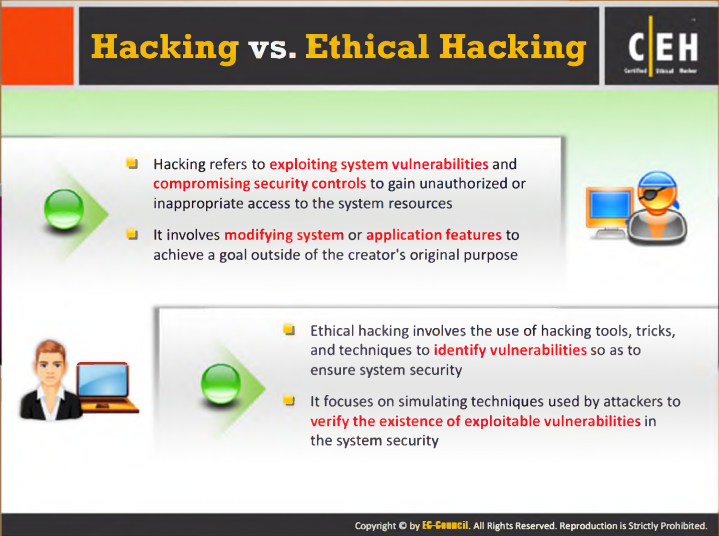 Hacking vs. Ethical Hacking
C|EH
Certified Ethical Hacker
Hacking refers to exploiting system vulnerabilities and
compromising security controls to gain unauthorized or
inappropriate access to the system resources
It involves modifying system or application features to
achieve a goal outside of the creator's original purpose
Ethical hacking involves the use of hacking tools, tricks,
and techniques to identify vulnerabilities so as to
ensure system security
It focuses on simulating techniques used by attackers to
verify the existence of exploitable vulnerabilities in
the system security
Copyright © by EC-Council. All Rights Reserved. Reproduction is Strictly Prohibited.